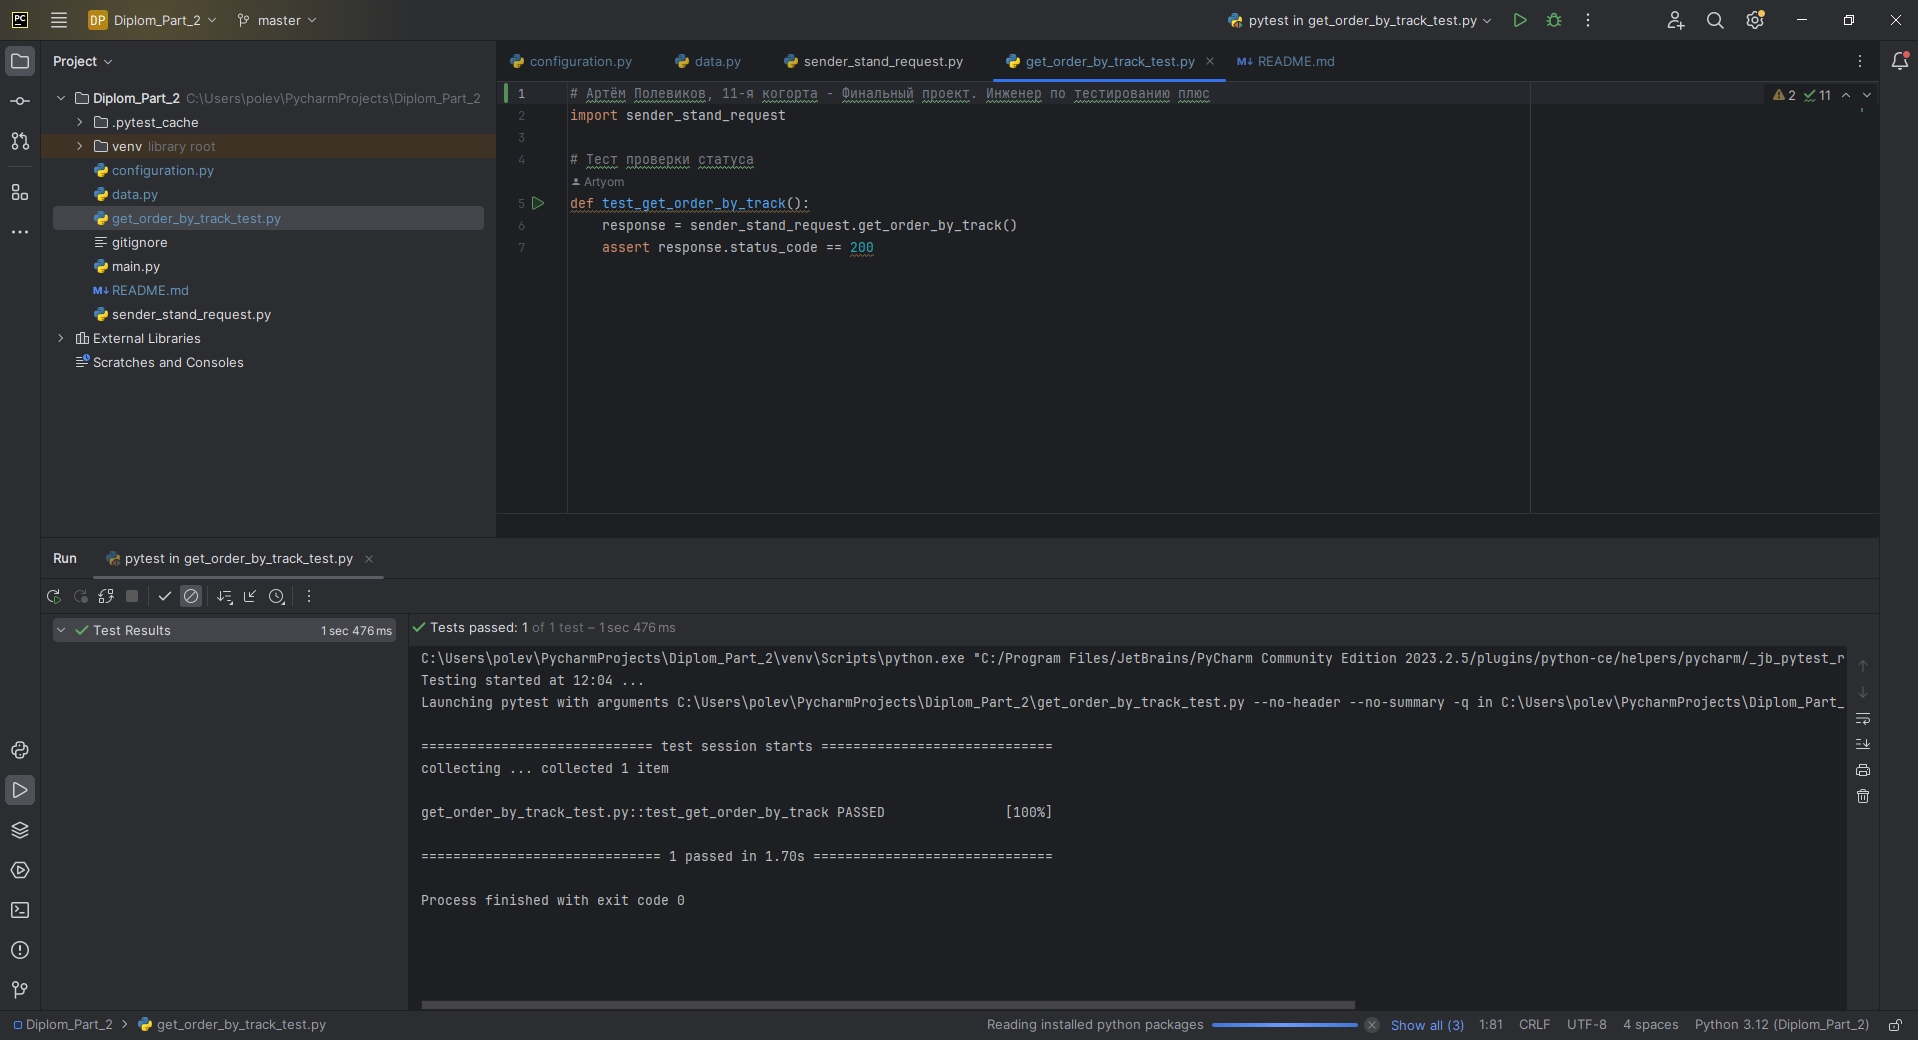 PC
DP Diplom_Part_2
master
pytest in get_order_by_track_test.py
Project
Diplom_Part_2 C:\Users\polev\PycharmProjects\Diplom_Part_2
.pytest_cache
venv library root
configuration.py
data.py
get_order_by_track_test.py
gitignore
main.py
M↓ README.md
sender_stand_request.py
External Libraries
Scratches and Consoles
configuration.py
data.py
sender_stand_request.py
get_order_by_track_test.py
M↓ README.md
1 # Артём Полевиков, 11-я когорта - Финальный проект. Инженер по тестированию плюс
2 11
2 import sender_stand_request
3
4 # Тест проверки статуса
Artyom
5 def test_get_order_by_track():
6 response = sender_stand_request.get_order_by_track()
7 assert response.status_code == 200
Run
pytest in get_order_by_track_test.py
Test Results 1 sec 476 ms
Tests passed: 1 of 1 test – 1 sec 476 ms
C:\Users\polev\PycharmProjects\Diplom_Part_2\venv\Scripts\python.exe "C:/Program Files/JetBrains/PyCharm Community Edition 2023.2.5/plugins/python-ce/helpers/pycharm/_jb_pytest_r
Testing started at 12:04 ...
Launching pytest with arguments C:\Users\polev\PycharmProjects\Diplom_Part_2\get_order_by_track_test.py --no-header --no-summary -q in C:\Users\polev\PycharmProjects\Diplom_Part_
============================= test session starts =============================
collecting ... collected 1 item
get_order_by_track_test.py::test_get_order_by_track PASSED [100%]
============================== 1 passed in 1.70s ==============================
Process finished with exit code 0
Diplom_Part_2 > get_order_by_track_test.py
Reading installed python packages
Show all (3)
1:81
CRLF
UTF-8
4 spaces
Python 3.12 (Diplom_Part_2)